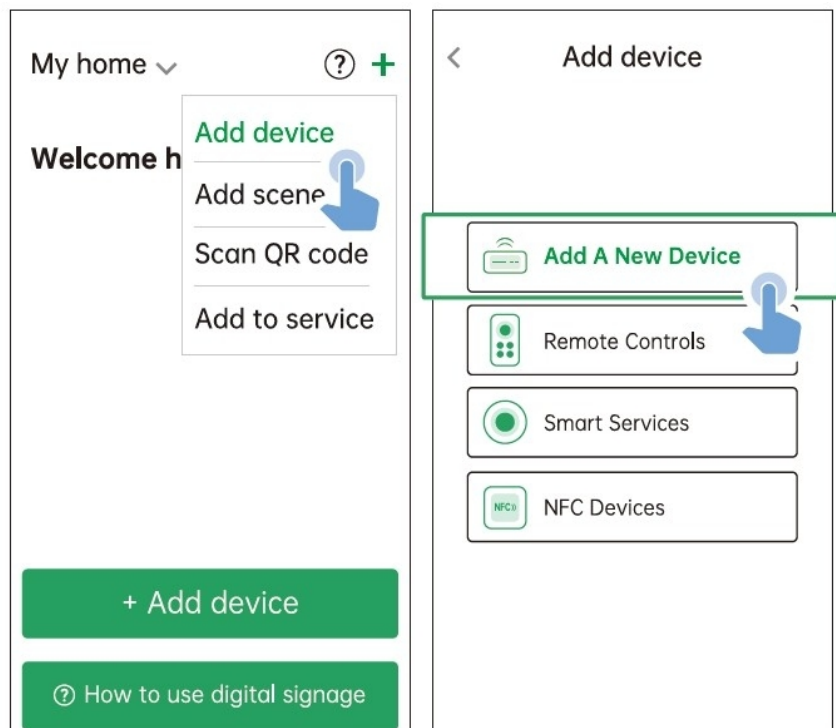 My home
?
+
Welcome h
Add device
Add scene
Scan QR code
Add to service
+ Add device
? How to use digital signage
<
Add device
Add A New Device
Remote Controls
Smart Services
NFC
NFC Devices